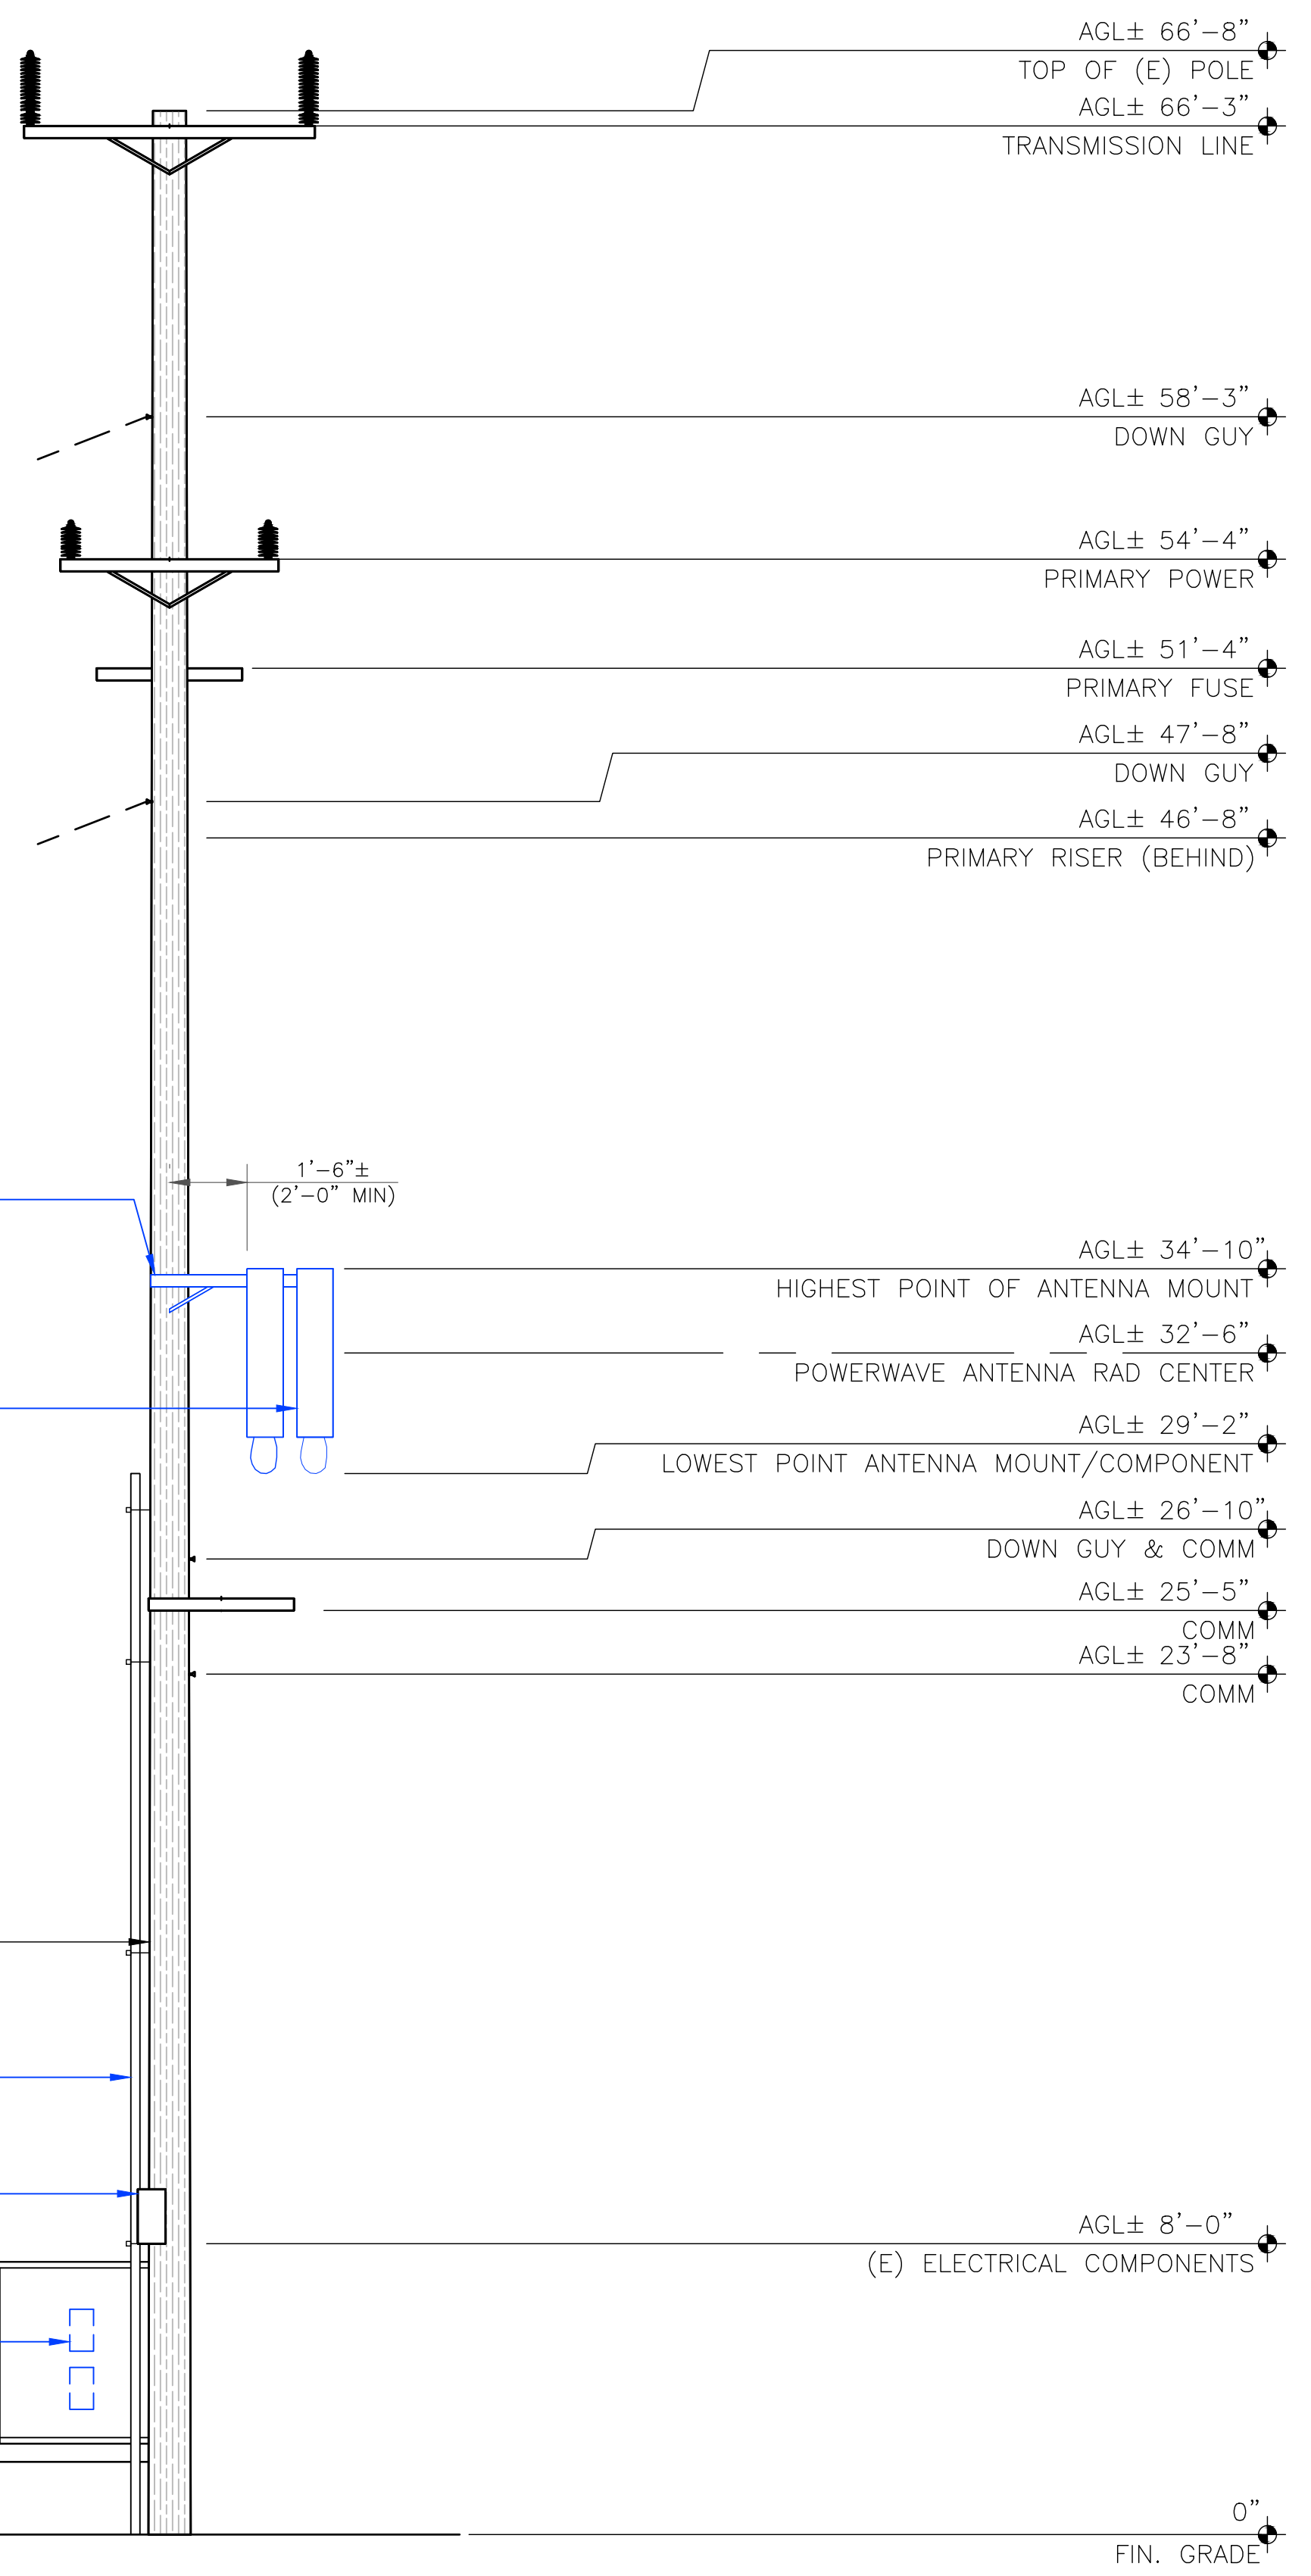 AGL± 66’−8”
TOP OF (E) POLE
AGL± 66’−3”
TRANSMISSION LINE
AGL± 58’−3”
DOWN GUY
AGL± 54’−4”
PRIMARY POWER
AGL± 51’−4”
PRIMARY FUSE
AGL± 47’−8”
DOWN GUY
AGL± 46’−8”
PRIMARY RISER (BEHIND)
1’−6”±
(2’−0” MIN)
AGL± 34’−10”
HIGHEST POINT OF ANTENNA MOUNT
AGL± 32’−6”
POWERWAVE ANTENNA RAD CENTER
AGL± 29’−2”
LOWEST POINT ANTENNA MOUNT/COMPONENT
AGL± 26’−10”
DOWN GUY & COMM
AGL± 25’−5”
COMM
AGL± 23’−8”
COMM
AGL± 8’−0”
(E) ELECTRICAL COMPONENTS
0”
FIN. GRADE